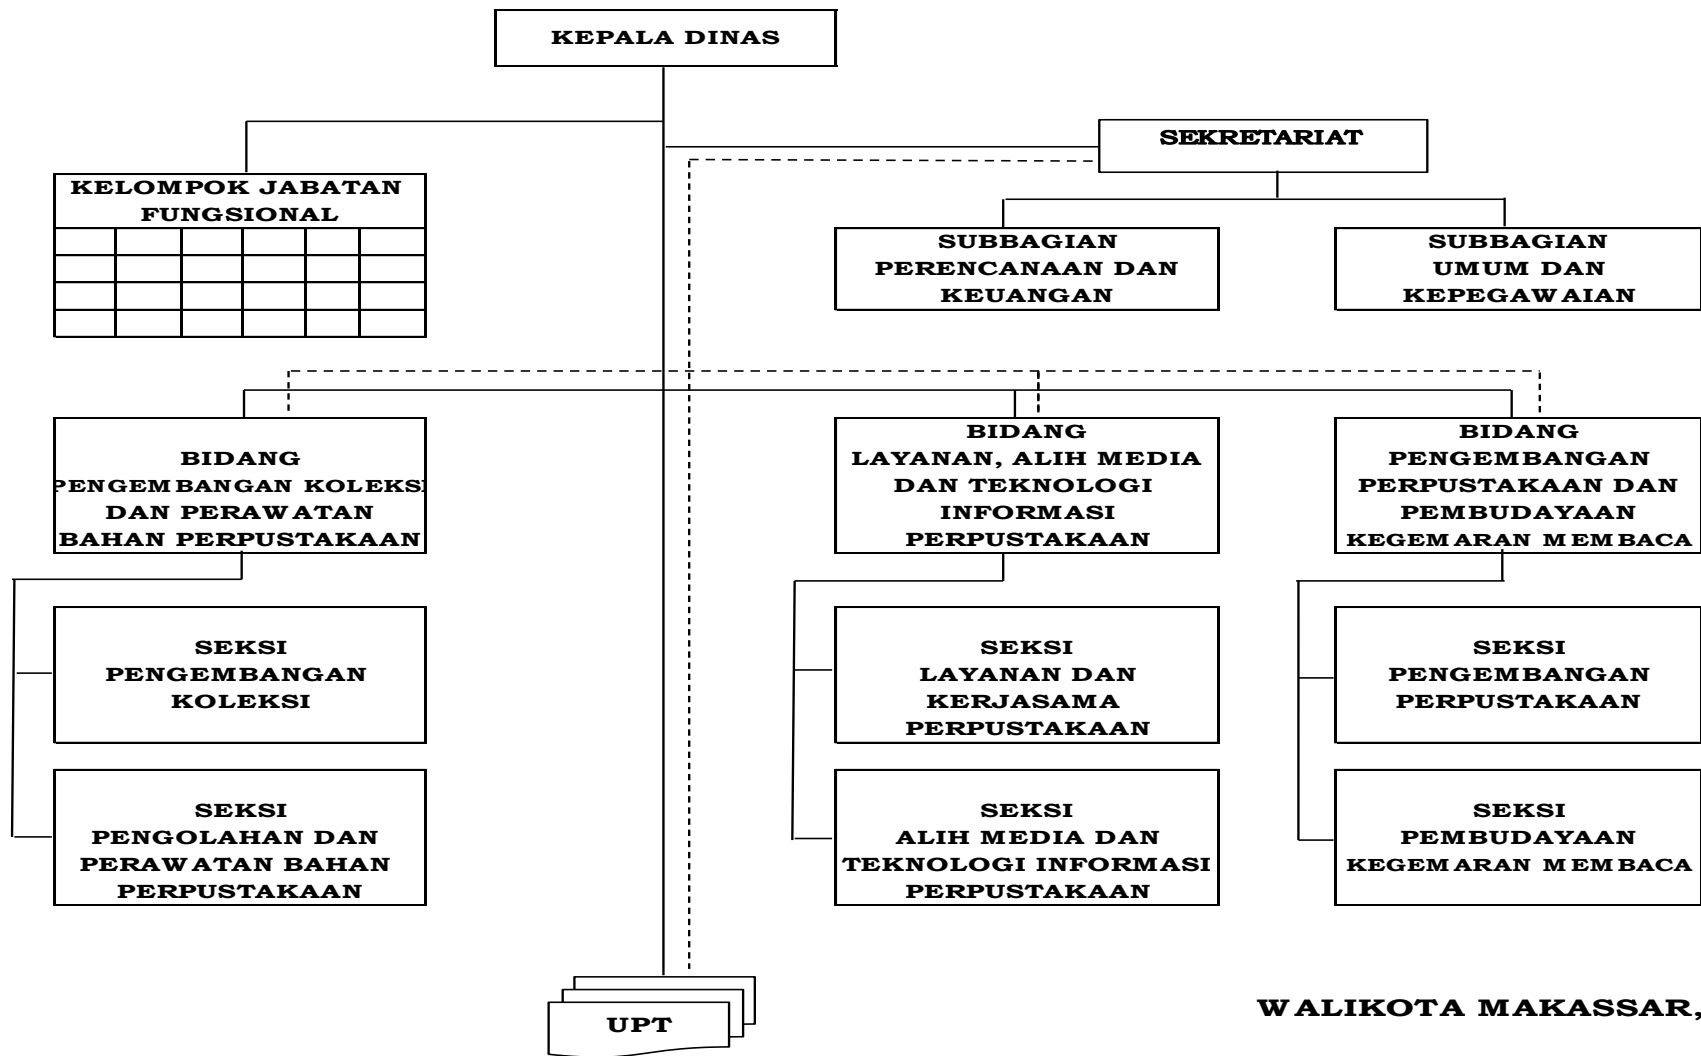 KEPALA DINAS
SEKRETARIAT
KELOMPOK JABATAN
FUNGSIONAL
SUBBAGIAN
PERENCANAAN DAN
KEUANGAN
SUBBAGIAN
UMUM DAN
KEPEGAWAIAN
BIDANG
PENGEMBANGAN KOLEKSI
DAN PERAWATAN
BAHAN PERPUSTAKAAN
BIDANG
LAYANAN, ALIH MEDIA
DAN TEKNOLOGI
INFORMASI
PERPUSTAKAAN
BIDANG
PENGEMBANGAN
PERPUSTAKAAN DAN
PEMBUDAYAAN
KEGEMARAN MEMBACA
SEKSI
PENGEMBANGAN
KOLEKSI
SEKSI
LAYANAN DAN
KERJASAMA
PERPUSTAKAAN
SEKSI
PENGEMBANGAN
PERPUSTAKAAN
SEKSI
PENGOLAHAN DAN
PERAWATAN BAHAN
PERPUSTAKAAN
SEKSI
ALIH MEDIA DAN
TEKNOLOGI INFORMASI
PERPUSTAKAAN
SEKSI
PEMBUDAYAAN
KEGEMARAN MEMBACA
UPT
WALIKOTA MAKASSAR,